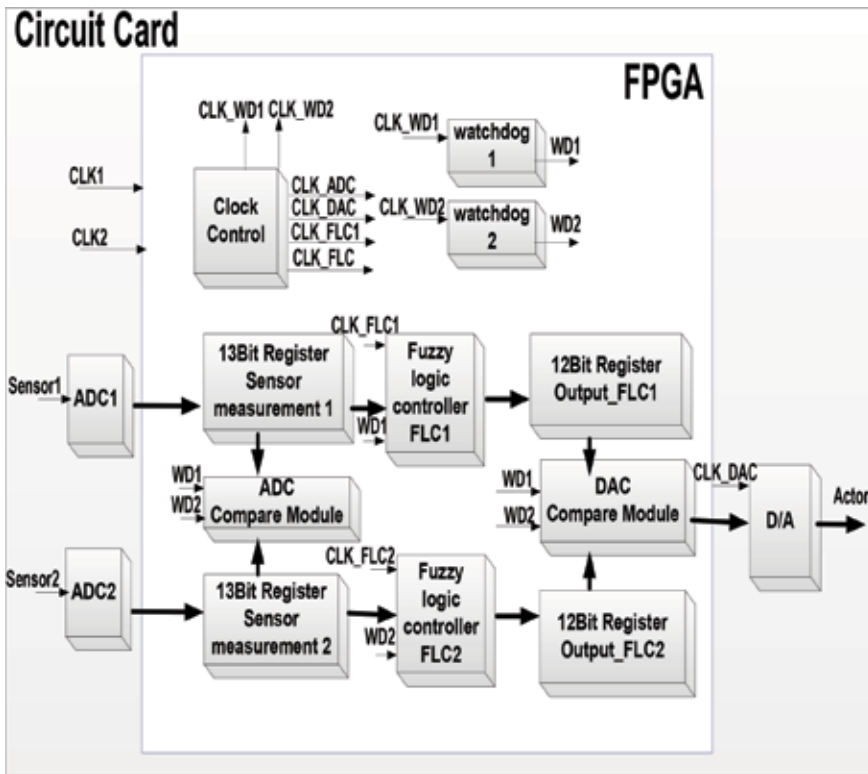 Circuit Card
FPGA
CLK_WD1
CLK_WD2
CLK_WD1
watchdog
1
WD1
CLK1
CLK2
Clock
Control
CLK_ADC
CLK_DAC
CLK_FLC1
CLK_FLC
CLK_WD2
watchdog
2
WD2
Sensor1
ADC1
13Bit Register
Sensor
measurement 1
CLK_FLC1
WD1
Fuzzy
logic
controller
FLC1
12Bit Register
Output_FLC1
WD1
WD2
ADC
Compare Module
WD1
WD2
DAC
Compare Module
CLK_DAC
D/A
Actor
Sensor2
ADC2
13Bit Register
Sensor
measurement 2
CLK_FLC2
WD2
Fuzzy
logic
controller
FLC2
12Bit Register
Output_FLC2